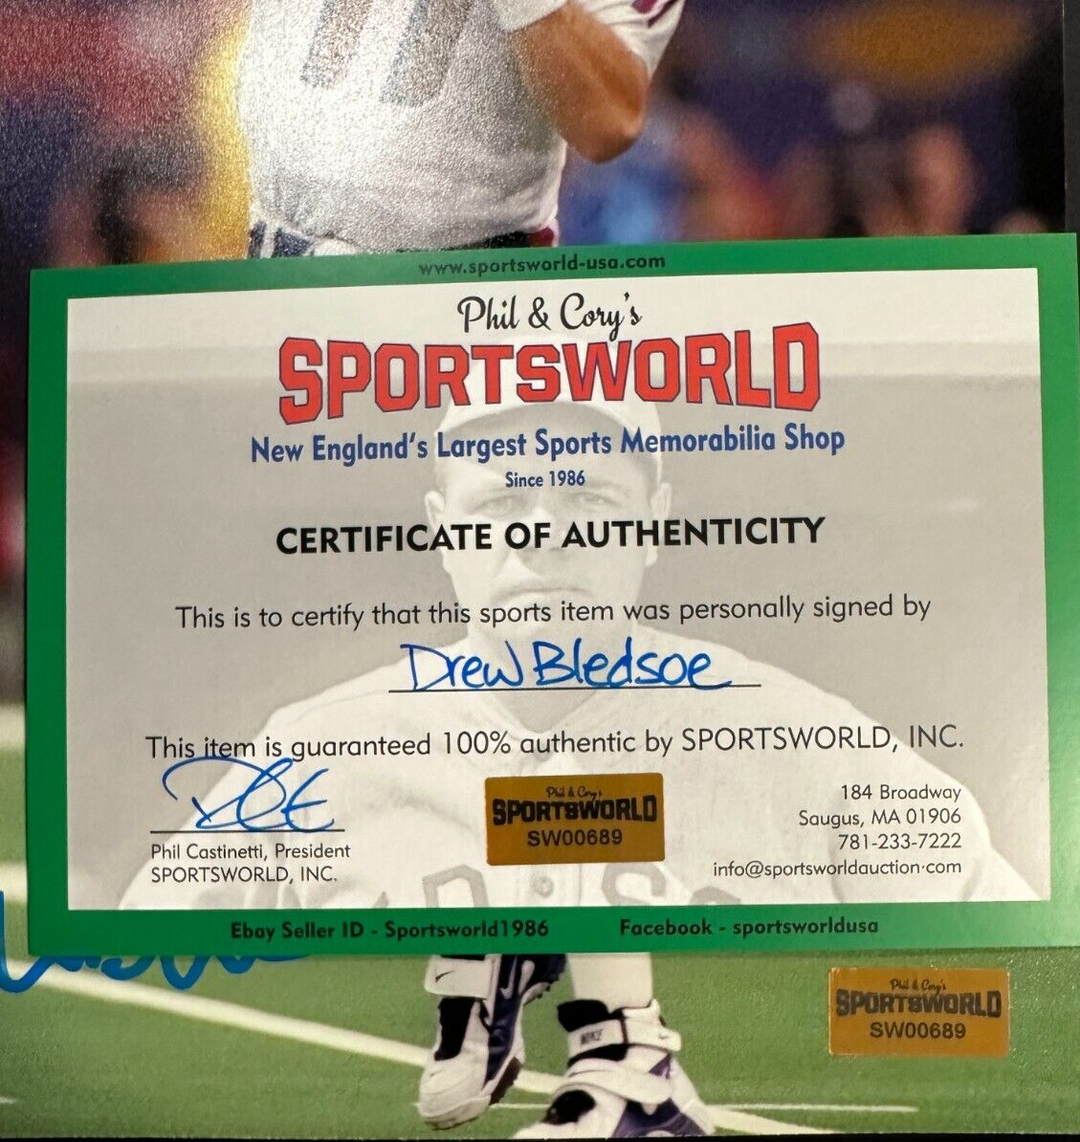 www.sportsworld-usa.com
Phil & Cory's
SPORTSWORLD
New England's Largest Sports Memorabilia Shop
Since 1986
CERTIFICATE OF AUTHENTICITY
This is to certify that this sports item was personally signed by
Drew Bledsoe
This item is guaranteed 100% authentic by SPORTSWORLD, INC.
Phil Castinetti, President
SPORTSWORLD, INC.
Phil & Cory's
SPORTSWORLD
SW00689
184 Broadway
Saugus, MA 01906
781-233-7222
info@sportsworldauction.com
Ebay Seller ID - Sportsworld1986
Facebook - sportsworldusa
Phil & Cory's
SPORTSWORLD
SW00689
NIKE